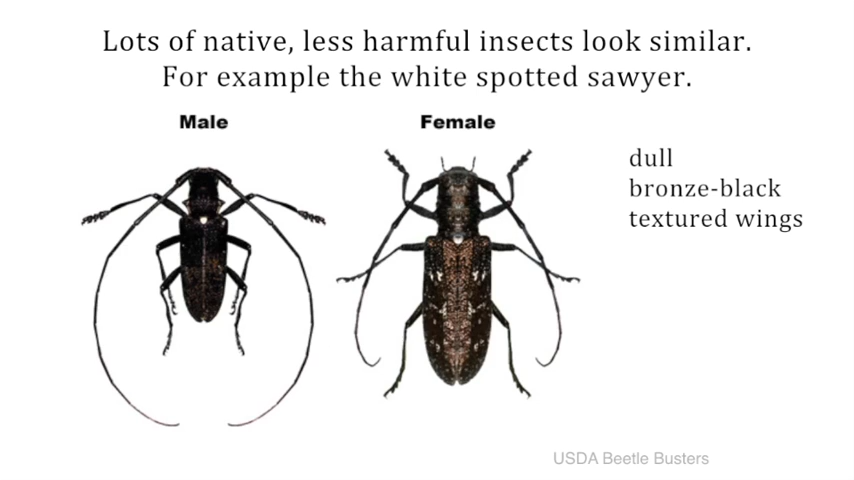 Lots of native, less harmful insects look similar.
For example the white spotted sawyer.
Male
Female
dull
bronze-black
textured wings
USDA Beetle Busters